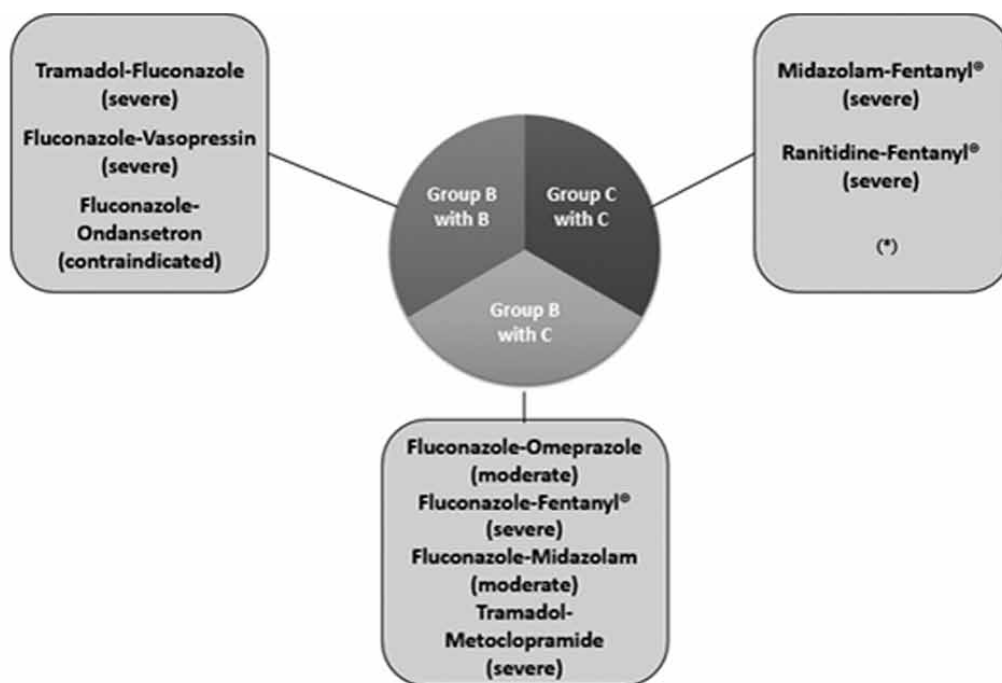 Tramadol-Fluconazole
(severe)
Fluconazole-Vasopressin
(severe)
Fluconazole-
Ondansetron
(contraindicated)
Group B
with B
Group C
with C
Group B
with C
Midazolam-Fentanyl®
(severe)
Ranitidine-Fentanyl®
(severe)
(*)
Fluconazole-Omeprazole
(moderate)
Fluconazole-Fentanyl®
(severe)
Fluconazole-Midazolam
(moderate)
Tramadol-
Metoclopramide
(severe)